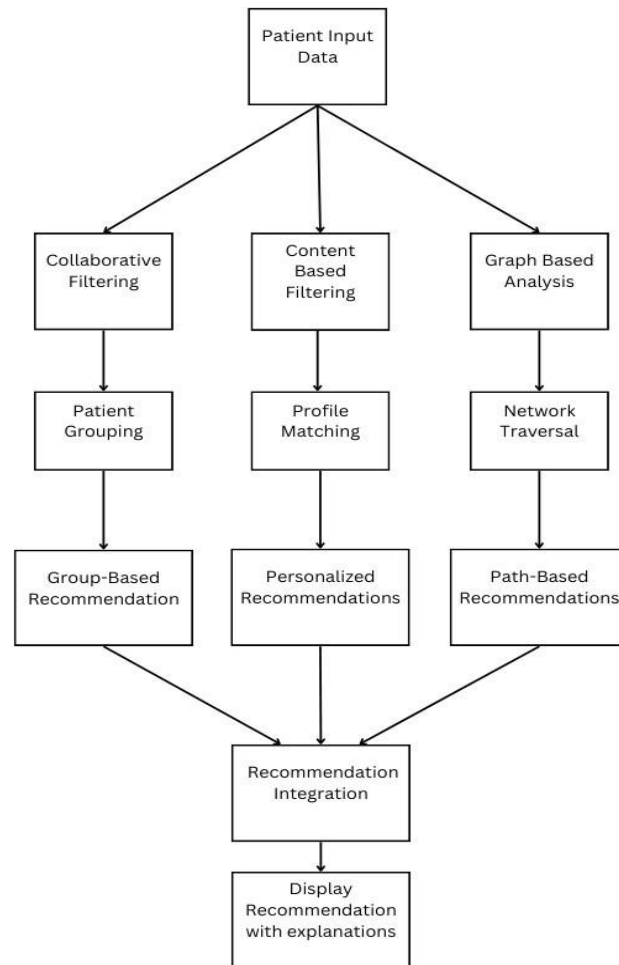 Patient Input
Data
Collaborative
Filtering
Content
Based
Filtering
Graph Based
Analysis
Patient
Grouping
Profile
Matching
Network
Traversal
Group-Based
Recommendation
Personalized
Recommendations
Path-Based
Recommendations
Recommendation
Integration
Display
Recommendation
with explanations